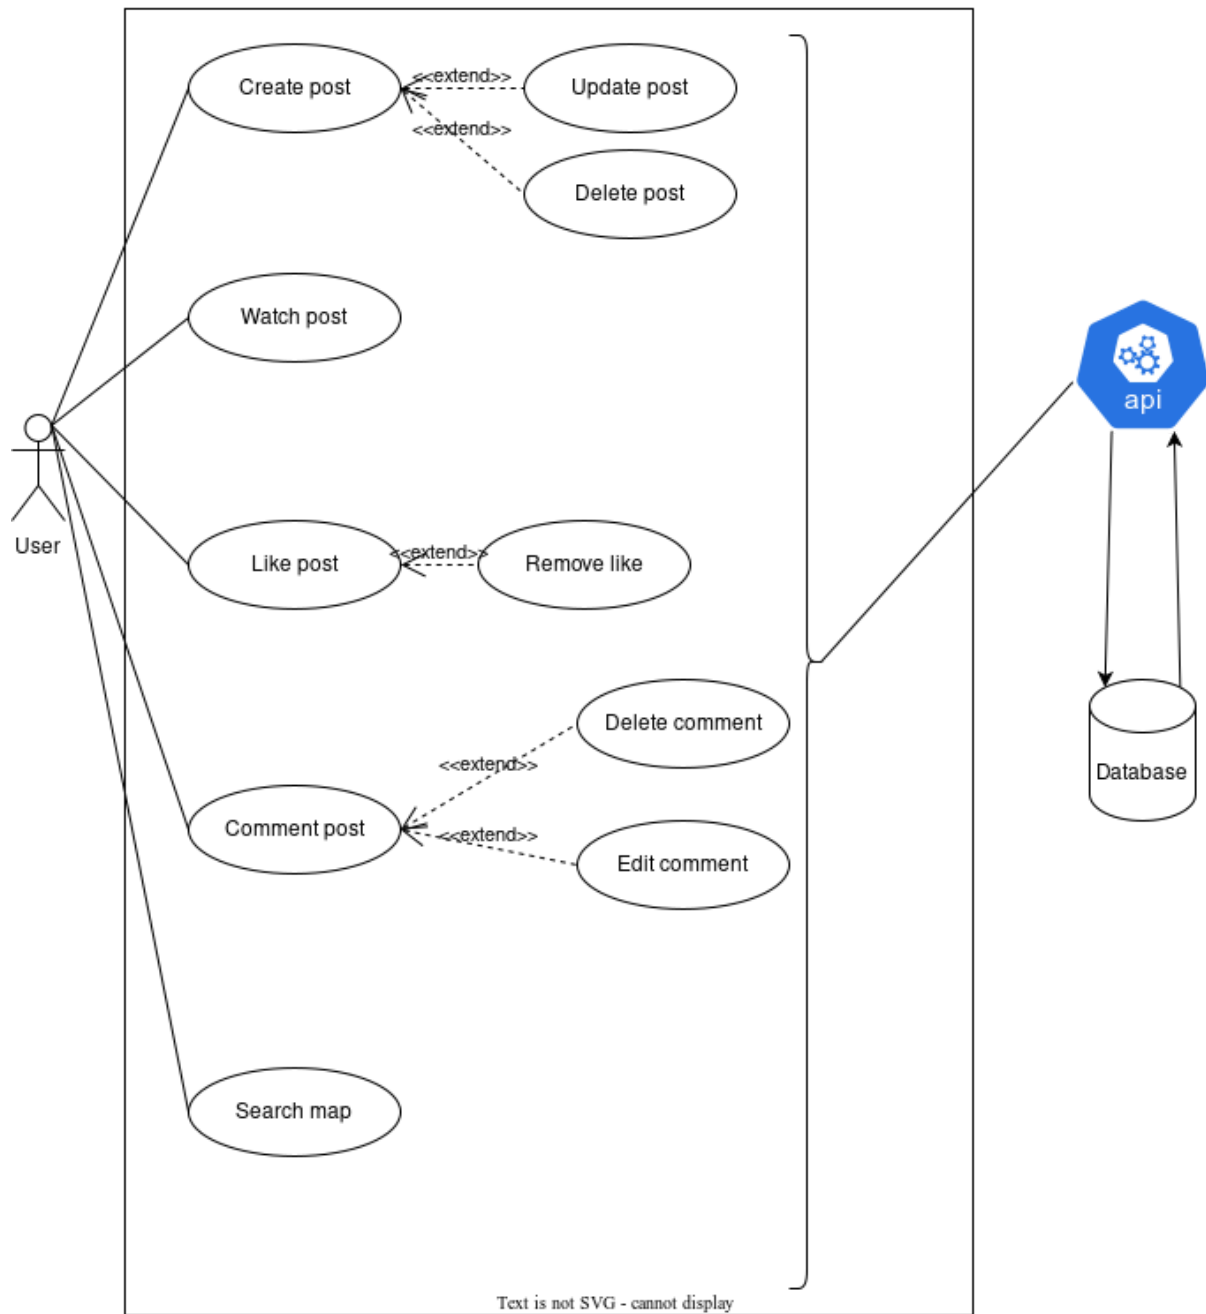 Create post
<<extend>>
Update post
<<extend>>
Delete post
Watch post
api
User
Like post
<<extend>>
Remove like
Delete comment
<<extend>>
Database
Comment post
<<extend>>
Edit comment
Search map
Text is not SVG - cannot display